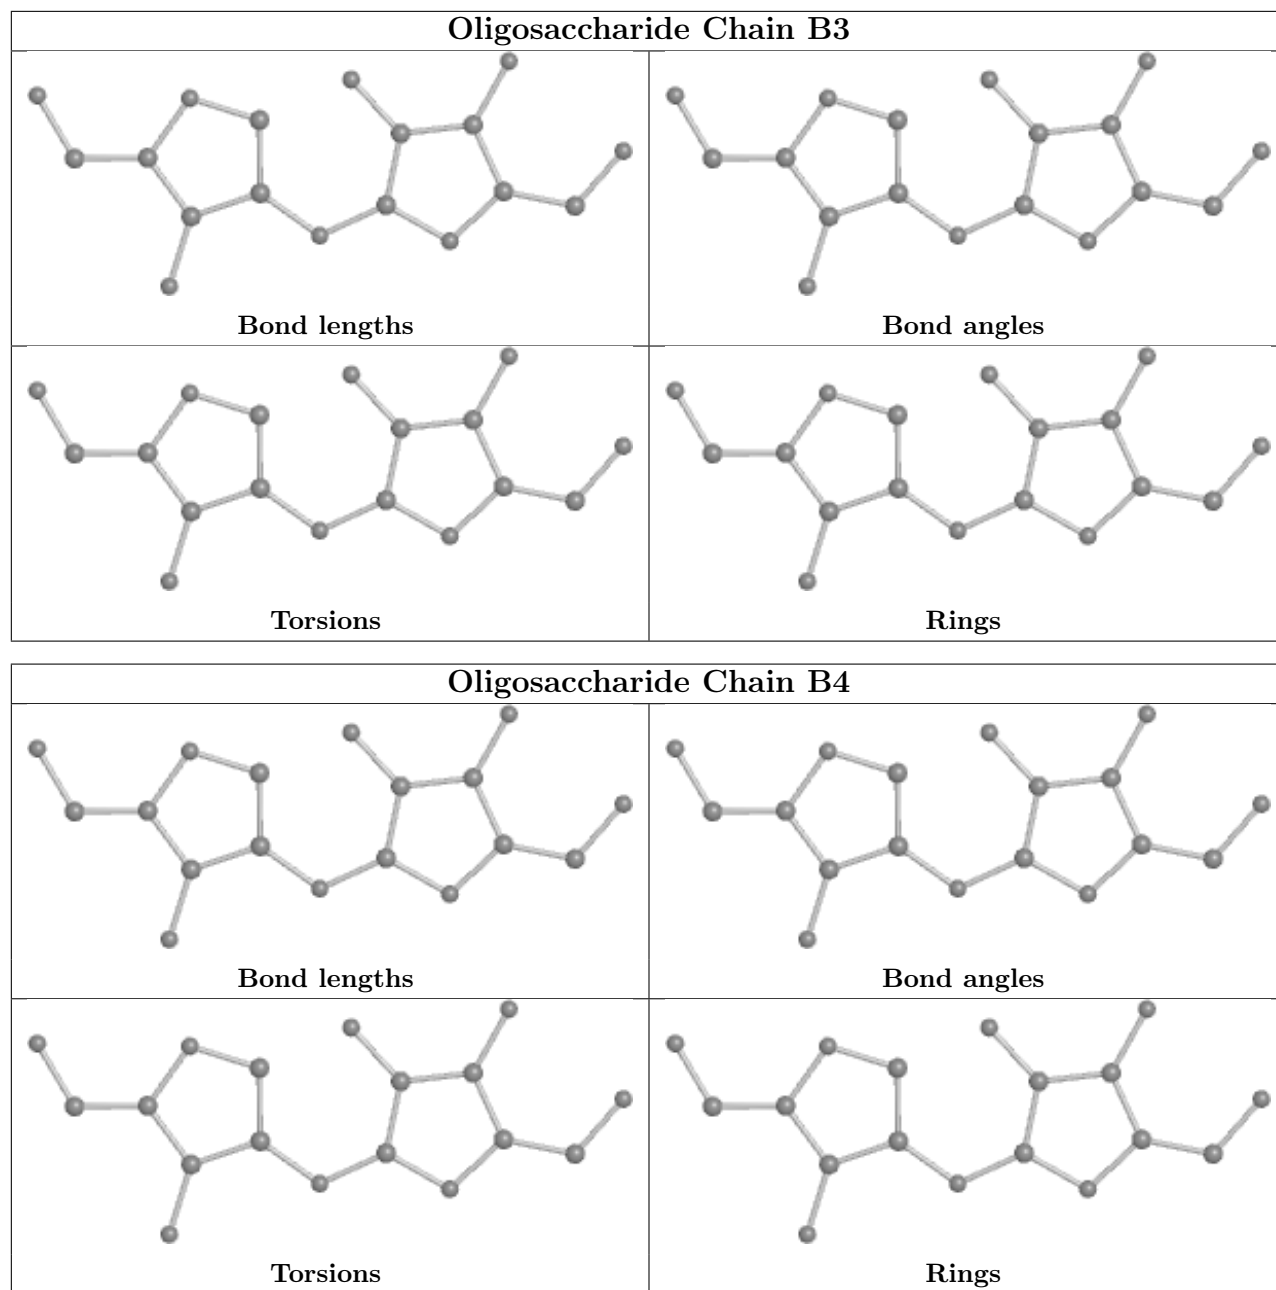 Oligosaccharide Chain B3
Bond lengths
Bond angles
Torsions
Rings
Oligosaccharide Chain B4
Bond lengths
Bond angles
Torsions
Rings